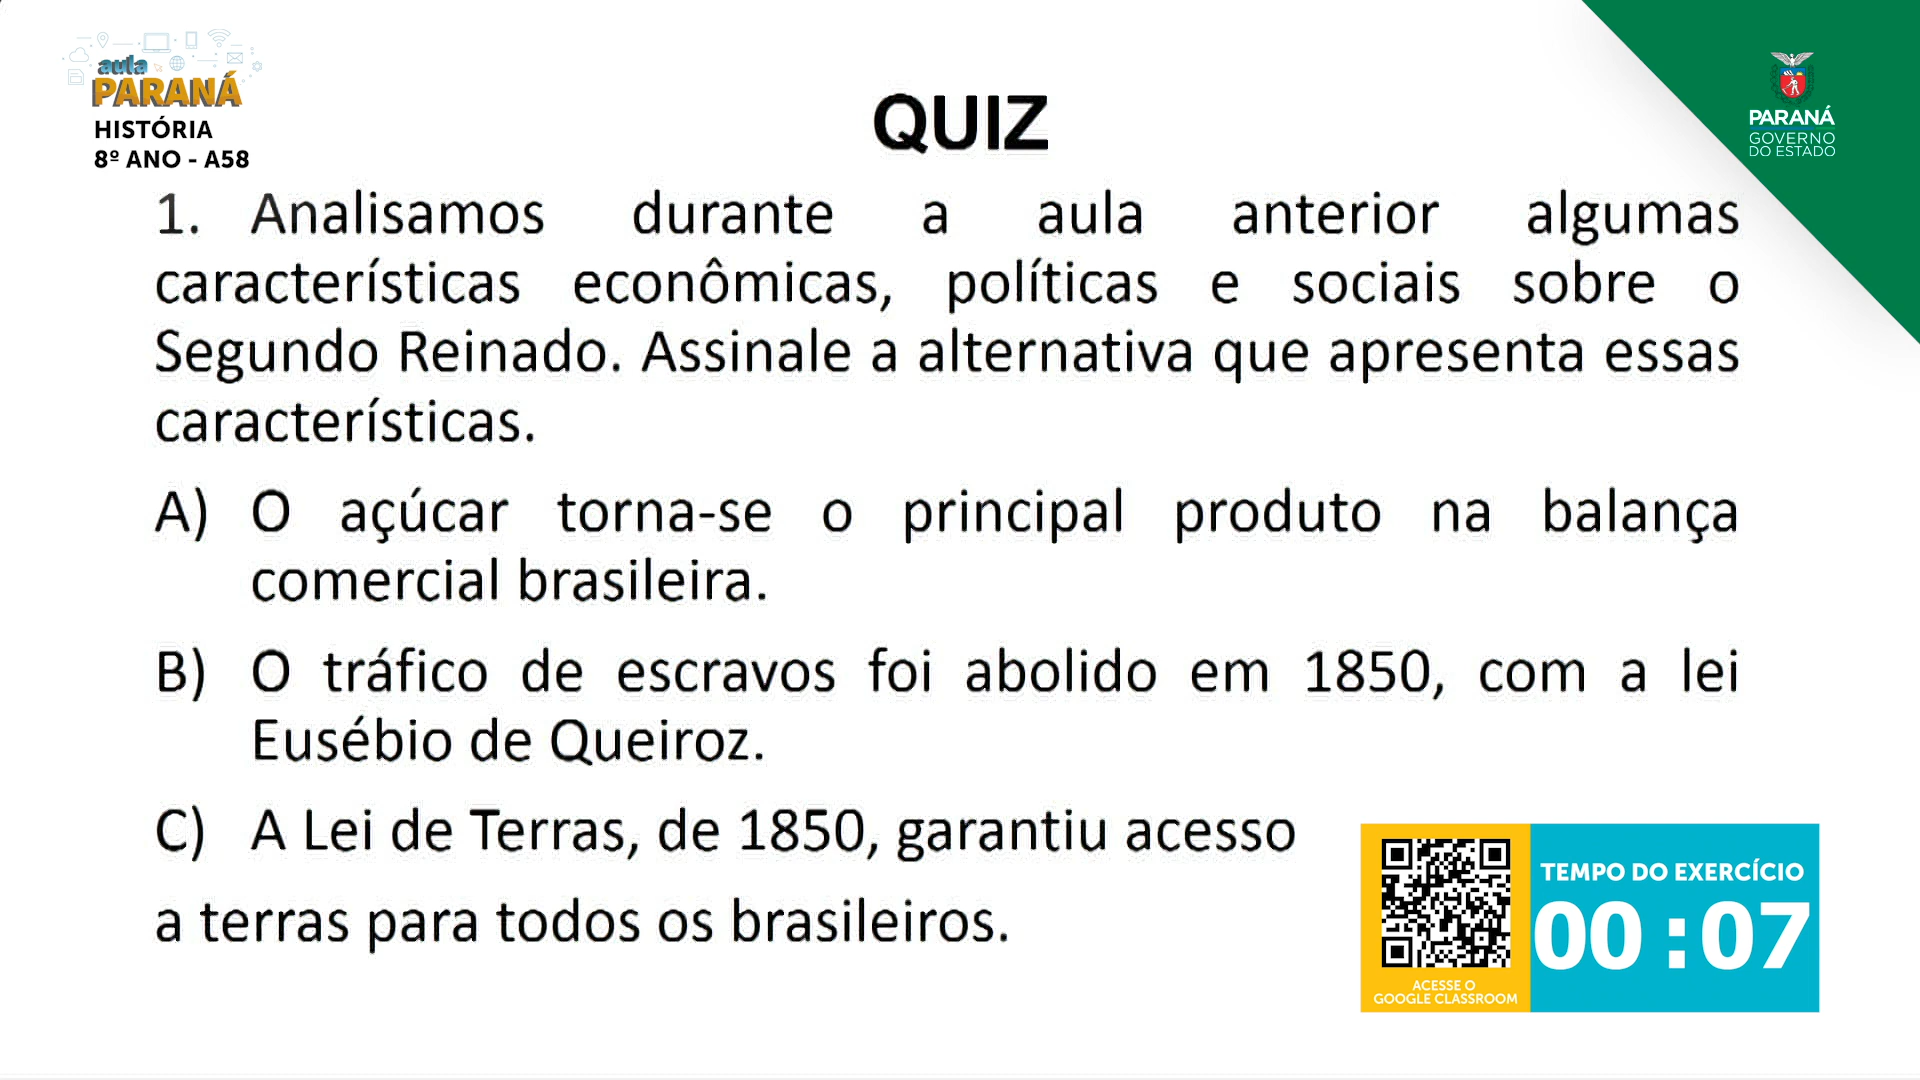 aula
PARANÁ
HISTÓRIA
8º ANO - A58
QUIZ
PARANÁ
GOVERNO
DO ESTADO
1. Analisamos durante a aula anterior algumas
características econômicas, políticas e sociais sobre o
Segundo Reinado. Assinale a alternativa que apresenta essas
características.
A) O açúcar torna-se o principal produto na balança
comercial brasileira.
B) O tráfico de escravos foi abolido em 1850, com a lei
Eusébio de Queiroz.
C) A Lei de Terras, de 1850, garantiu acesso
a terras para todos os brasileiros.
TEMPO DO EXERCÍCIO
00 :07
ACESSE O
GOOGLE CLASSROOM